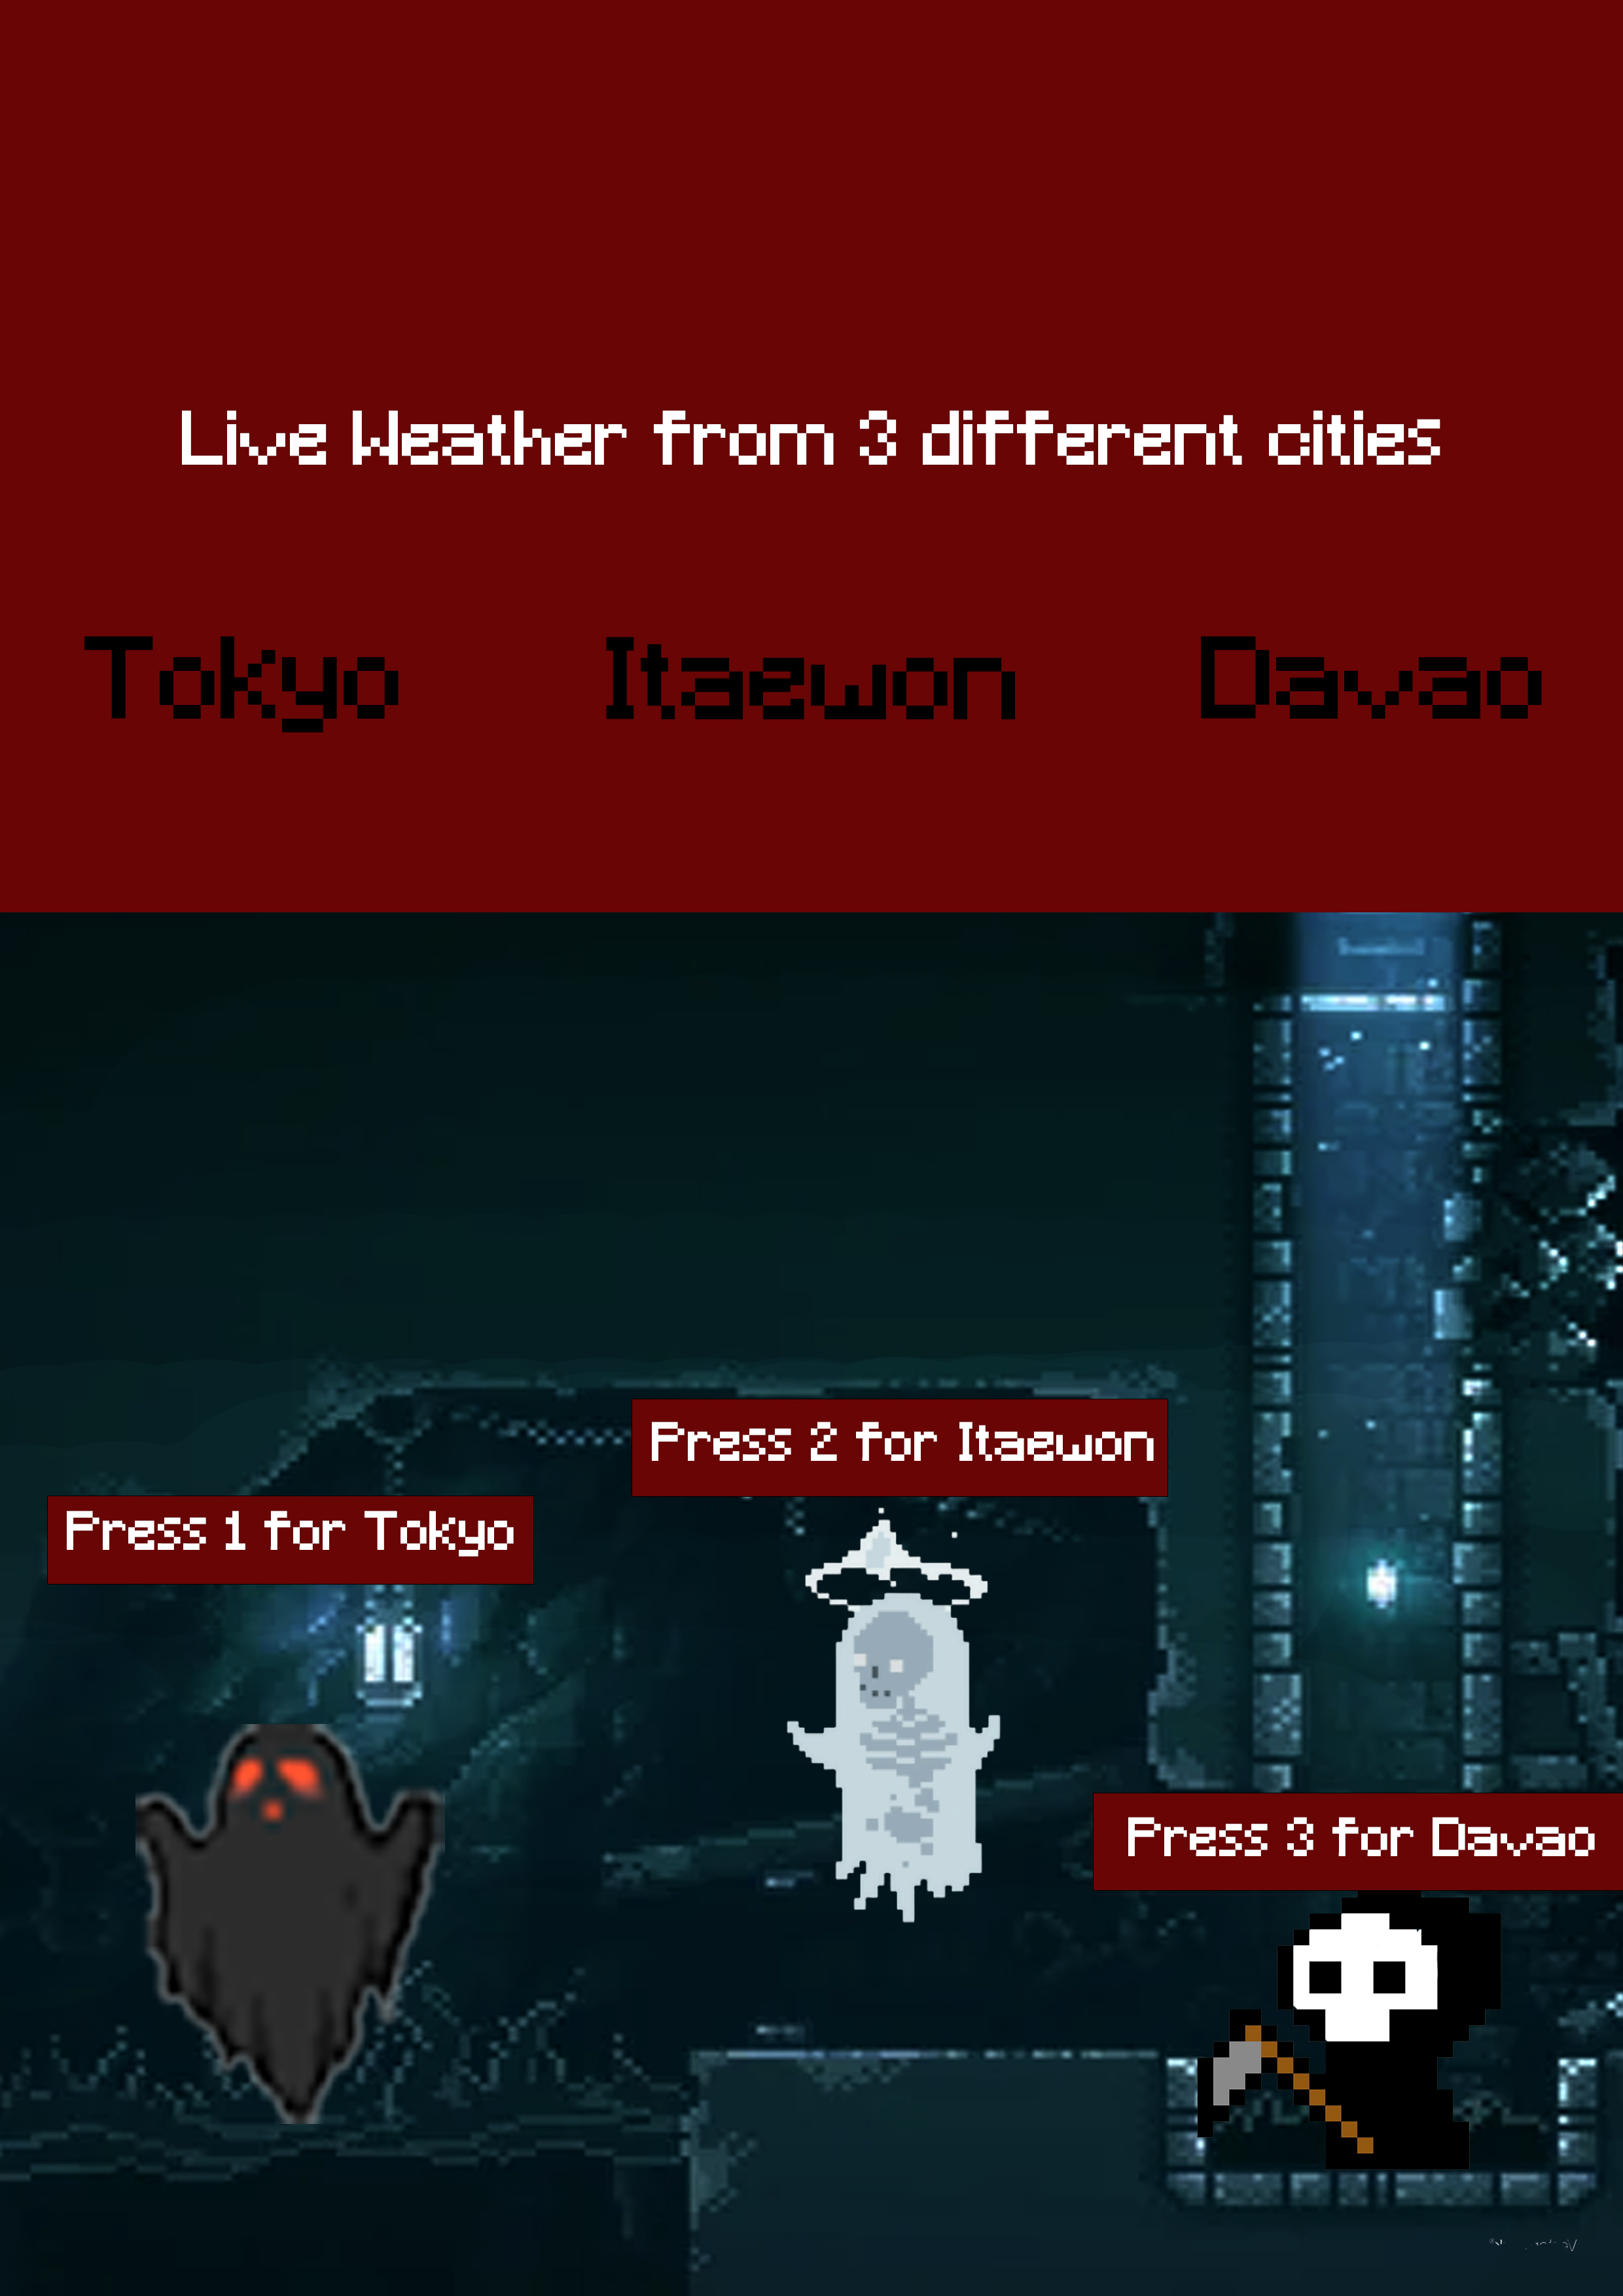 Live Weather from 3 different cities
Tokyo Itaewon Davao
Press 2 for Itaewon
Press 1 for Tokyo
Press 3 for Davao